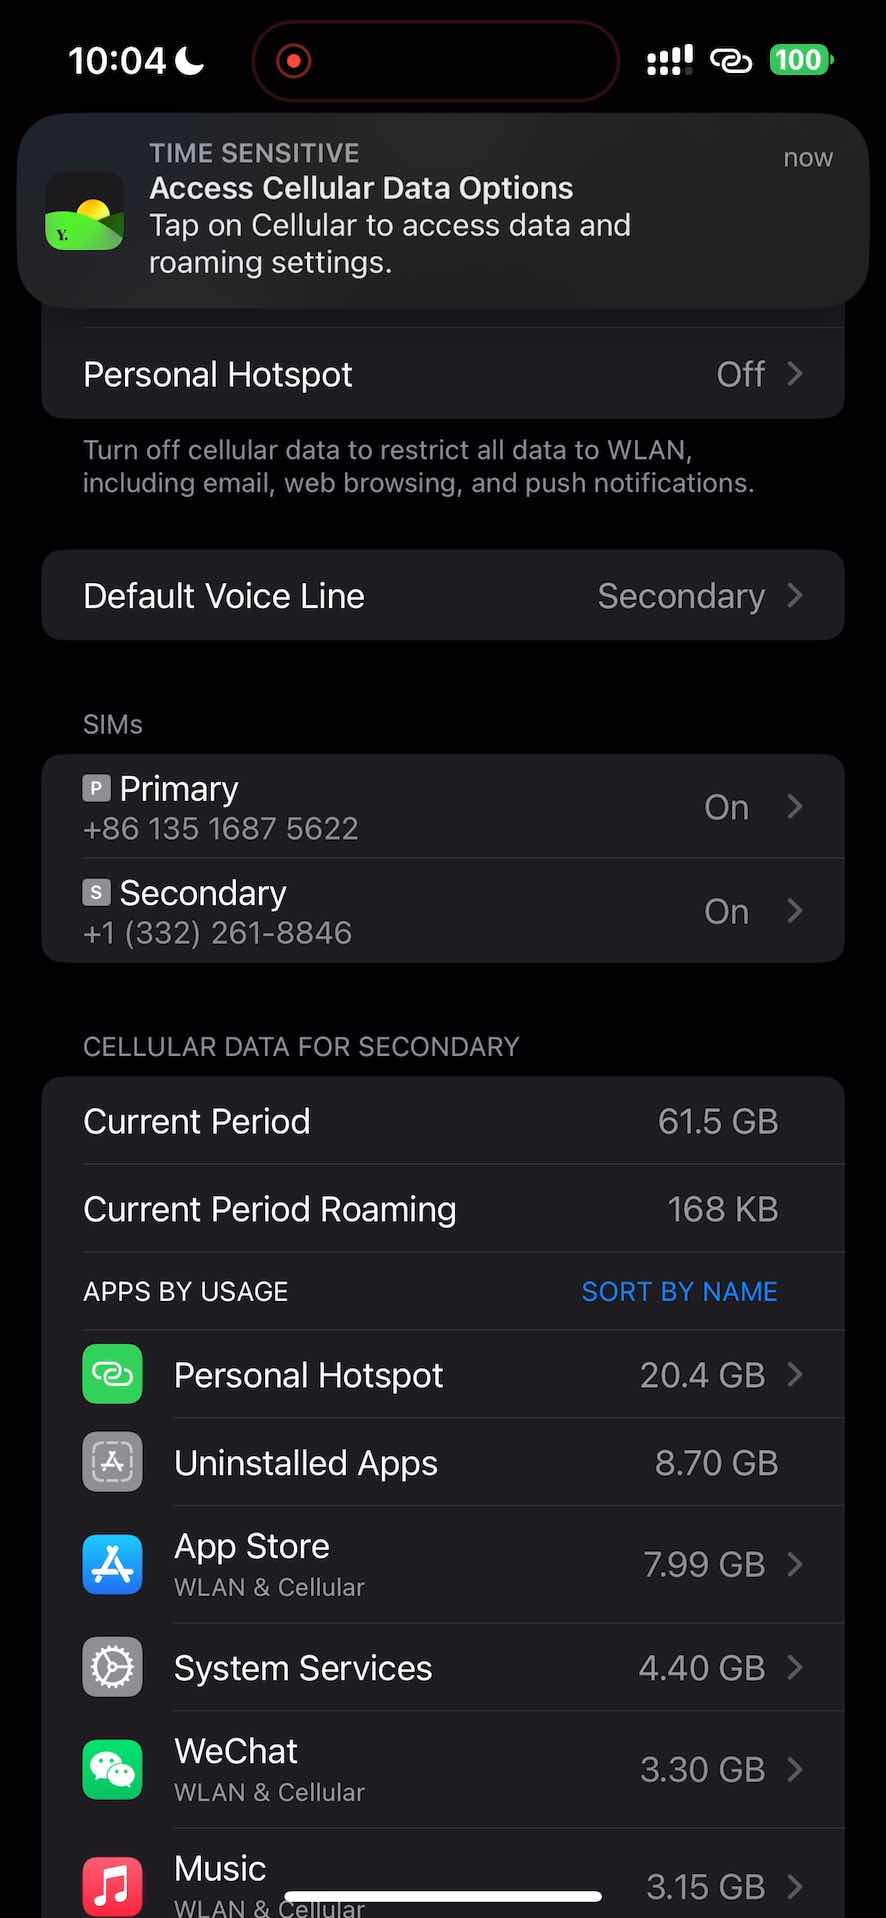 10:04
100
TIME SENSITIVE
now
Access Cellular Data Options
Tap on Cellular to access data and
roaming settings.
Y.
Personal Hotspot Off
Turn off cellular data to restrict all data to WLAN,
including email, web browsing, and push notifications.
Default Voice Line Secondary
SIMs
P Primary
+86 135 1687 5622
On
S Secondary
+1 (332) 261-8846
On
CELLULAR DATA FOR SECONDARY
Current Period 61.5 GB
Current Period Roaming 168 KB
APPS BY USAGE SORT BY NAME
Personal Hotspot 20.4 GB
Uninstalled Apps 8.70 GB
App Store
WLAN & Cellular
7.99 GB
System Services 4.40 GB
WeChat
WLAN & Cellular
3.30 GB
Music
WLAN & Cellular
3.15 GB